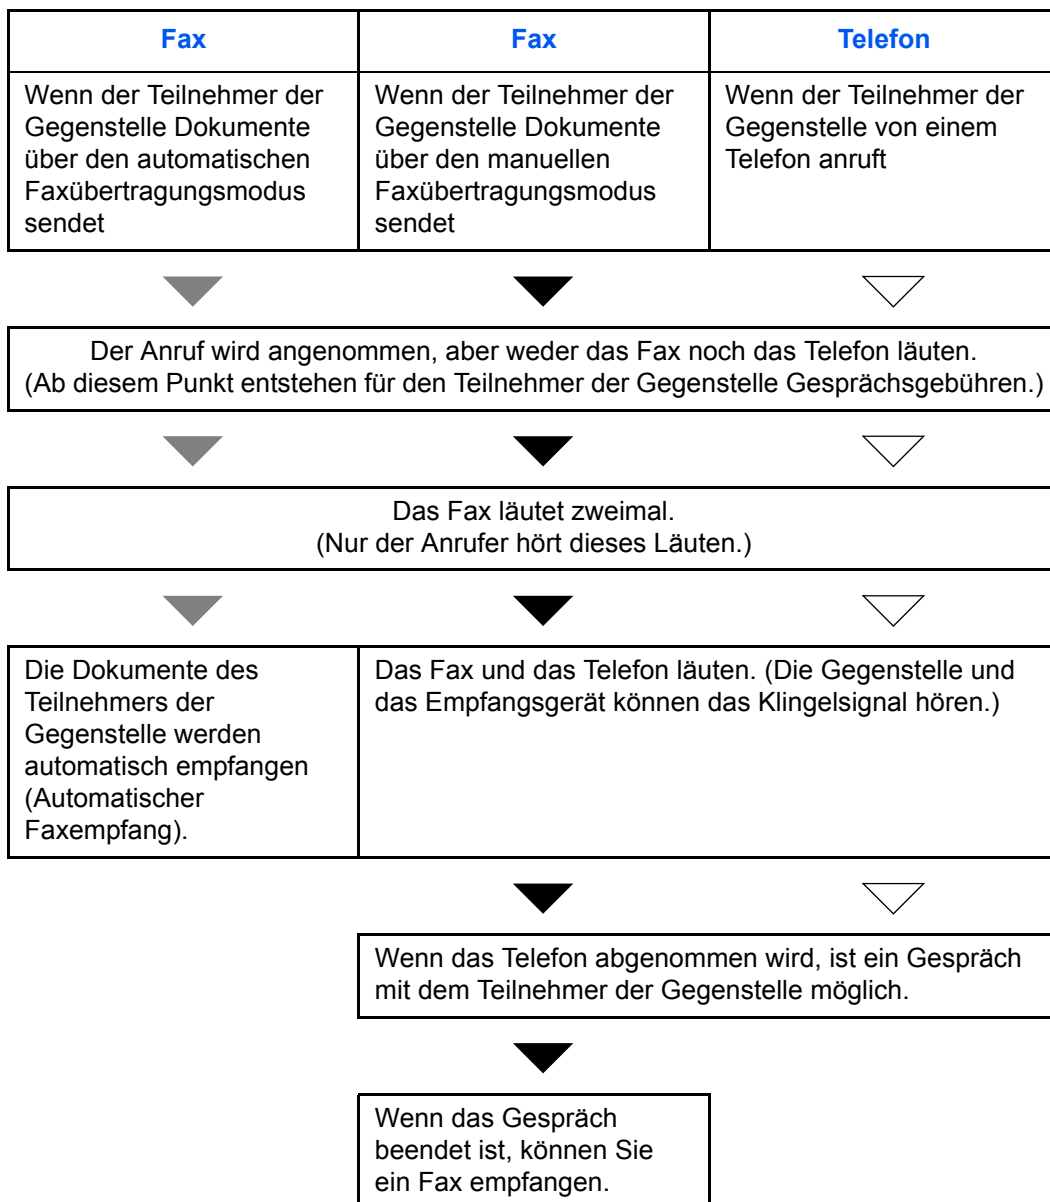 Fax
Fax
Telefon
Wenn der Teilnehmer der
Gegenstelle Dokumente
über den automatischen
Faxübertragungsmodus
sendet
Wenn der Teilnehmer der
Gegenstelle Dokumente
über den manuellen
Faxübertragungsmodus
sendet
Wenn der Teilnehmer der
Gegenstelle von einem
Telefon anruft
Der Anruf wird angenommen, aber weder das Fax noch das Telefon läuten.
(Ab diesem Punkt entstehen für den Teilnehmer der Gegenstelle Gesprächsgebühren.)
Das Fax läutet zweimal.
(Nur der Anrufer hört dieses Läuten.)
Die Dokumente des
Teilnehmers der
Gegenstelle werden
automatisch empfangen
(Automatischer
Faxempfang).
Das Fax und das Telefon läuten. (Die Gegenstelle und
das Empfangsgerät können das Klingelsignal hören.)
Wenn das Telefon abgenommen wird, ist ein Gespräch
mit dem Teilnehmer der Gegenstelle möglich.
Wenn das Gespräch
beendet ist, können Sie
ein Fax empfangen.